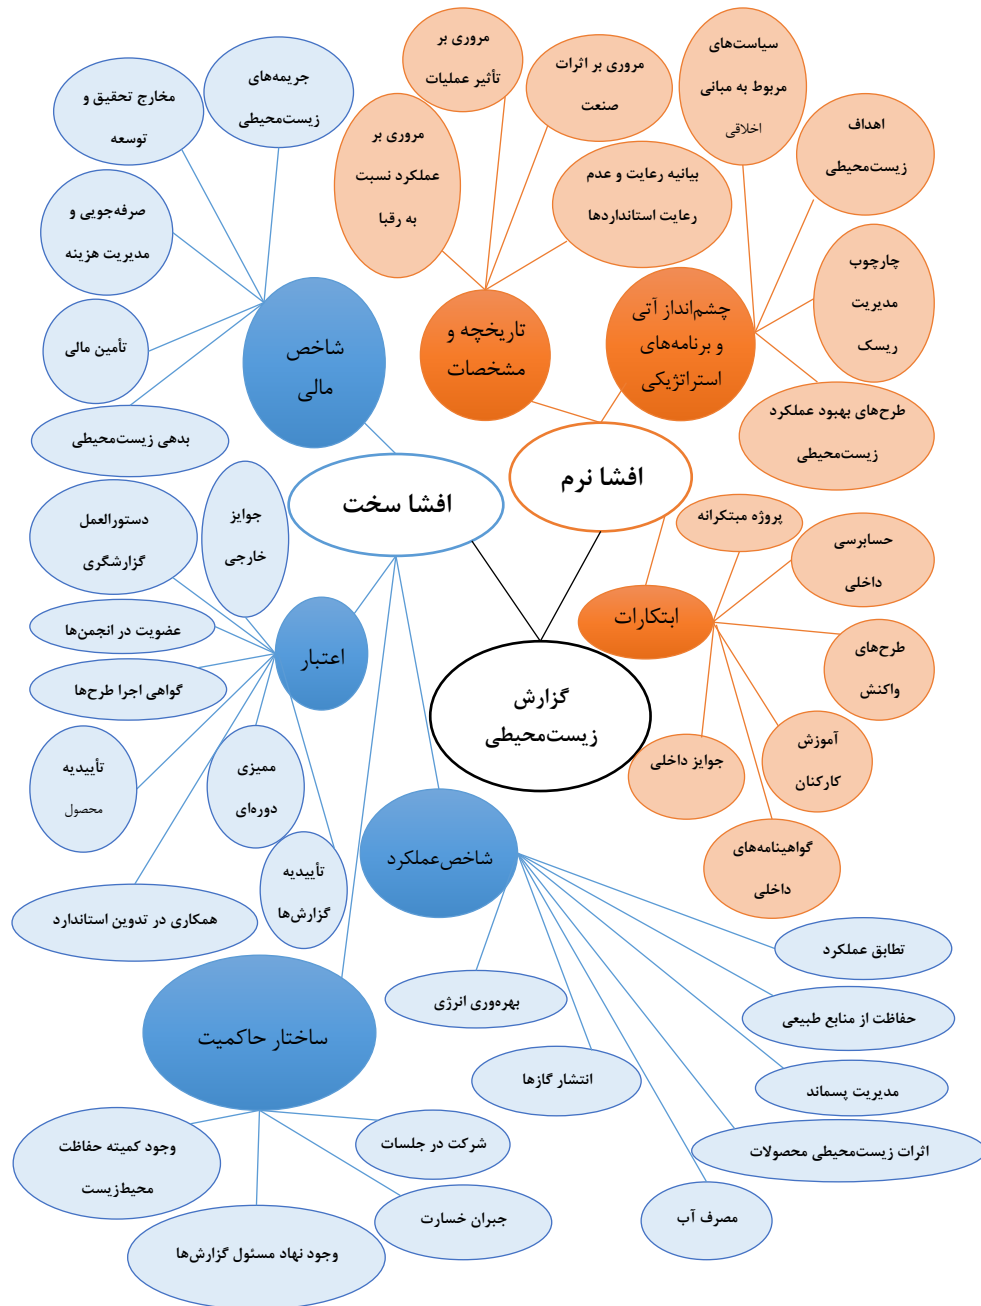 سیاست‌های
مربوط به مبانی
اخلاقی
مروری بر
تأثیر عملیات
مروری بر اثرات
صنعت
جریمه‌های
زیست‌محیطی
مخارج تحقیق و
توسعه
اهداف
زیست‌محیطی
مروری بر
عملکرد نسبت
به رقبا
بیانیه رعایت و عدم
رعایت استانداردها
صرفه‌جویی و
مدیریت هزینه
چارچوب
مدیریت
ریسک
چشم‌انداز آتی
و برنامه‌های
استراتژیکی
تاریخچه و
مشخصات
شاخص
مالی
تأمین مالی
طرح‌های بهبود عملکرد
زیست‌محیطی
بدهی زیست‌محیطی
افشا نرم
افشا سخت
جوایز
خارجی
دستورالعمل
گزارشگری
پروژه مبتکرانه
حسابرسی
داخلی
ابتکارات
عضویت در انجمن‌ها
اعتبار
طرح‌های
واکنش
گواهی اجرا طرح‌ها
گزارش
زیست‌محیطی
آموزش
کارکنان
جوایز داخلی
ممیزی
دوره‌ای
تأییدیه
محصول
شاخص‌عملکرد
گواهینامه‌های
داخلی
تأییدیه
گزارش‌ها
همکاری در تدوین استاندارد
تطابق عملکرد
بهره‌وری انرژی
حفاظت از منابع طبیعی
ساختار حاکمیت
انتشار گازها
مدیریت پسماند
شرکت در جلسات
اثرات زیست‌محیطی محصولات
وجود کمیته حفاظت
محیط‌زیست
مصرف آب
جبران خسارت
وجود نهاد مسئول گزارش‌ها